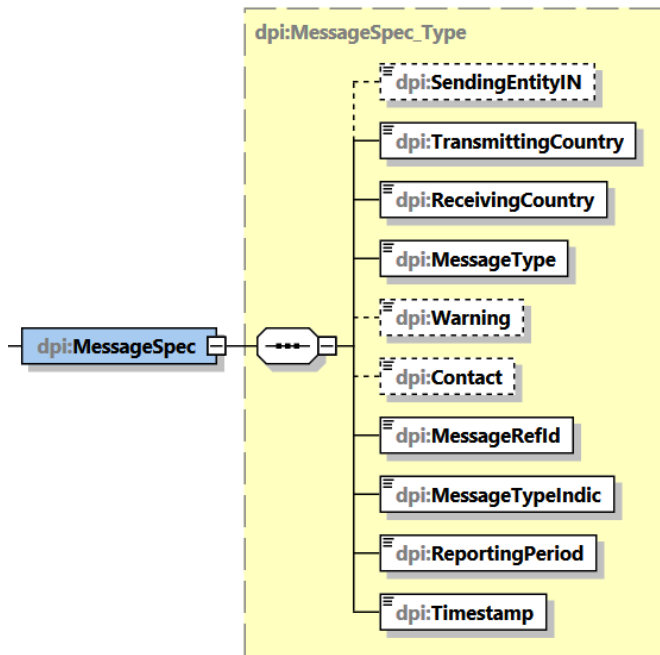 dpi:MessageSpec_Type
dpi:SendingEntityIN
dpi:TransmittingCountry
dpi:ReceivingCountry
dpi:MessageType
dpi:Warning
dpi:MessageSpec
dpi:Contact
dpi:MessageRefId
dpi:MessageTypeIndic
dpi:ReportingPeriod
dpi:Timestamp